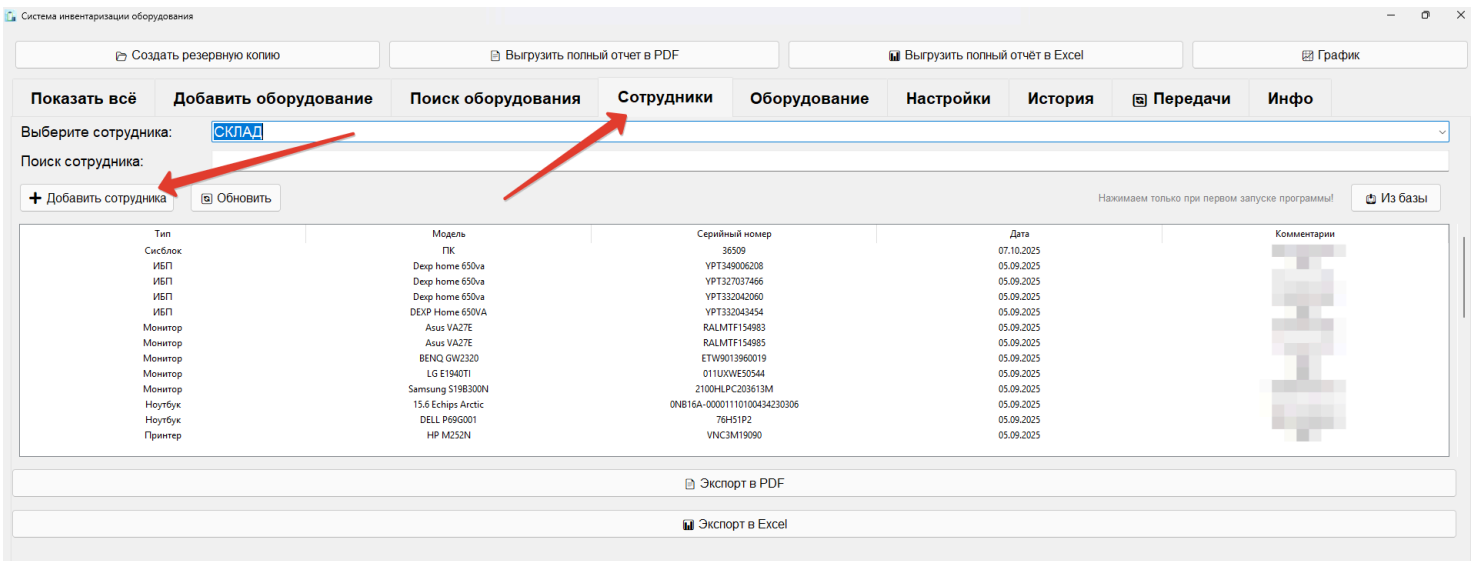 Система инвентаризации оборудования
Создать резервную копию Выгрузить полный отчет в PDF Выгрузить полный отчёт в Excel График
Показать всё Добавить оборудование Поиск оборудования Сотрудники Оборудование Настройки История Передачи Инфо
Выберите сотрудника: СКЛАД
Поиск сотрудника:
+ Добавить сотрудника Обновить Нажимаем только при первом запуске программы! Из базы
Тип Модель Серийный номер Дата Комментарии
Сисблок ПК 36509 07.10.2025
ИБП Dexp home 650va YPT349006208 05.09.2025
ИБП Dexp home 650va YPT327037466 05.09.2025
ИБП Dexp home 650va YPT332042060 05.09.2025
ИБП DEXP Home 650VA YPT332043454 05.09.2025
Монитор Asus VA27E RALMTF154983 05.09.2025
Монитор Asus VA27E RALMTF154985 05.09.2025
Монитор BENQ GW2320 ETW9013960019 05.09.2025
Монитор LG E1940TI 011UXWE50544 05.09.2025
Монитор Samsung S19B300N 2100HLPC203613M 05.09.2025
Ноутбук 15.6 Echips Arctic 0NB16A-00001110100434230306 05.09.2025
Ноутбук DELL P69G001 76H51P2 05.09.2025
Принтер HP M252N VNC3M19090 05.09.2025
Экспорт в PDF
Экспорт в Excel